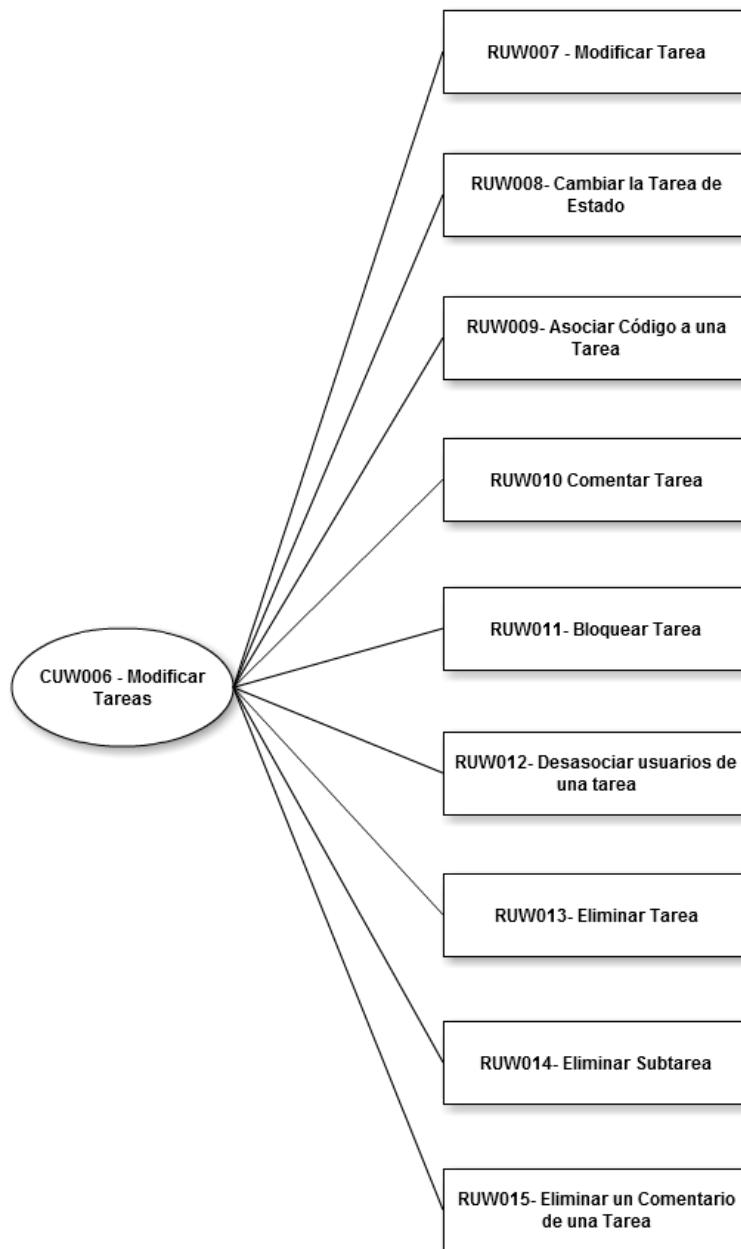 RUW007 - Modificar Tarea
RUW008- Cambiar la Tarea de
Estado
RUW009- Asociar Código a una
Tarea
RUW010 Comentar Tarea
RUW011- Bloquear Tarea
CUW006 - Modificar
Tareas
RUW012- Desasociar usuarios de
una tarea
RUW013- Eliminar Tarea
RUW014- Eliminar Subtarea
RUW015- Eliminar un Comentario
de una Tarea